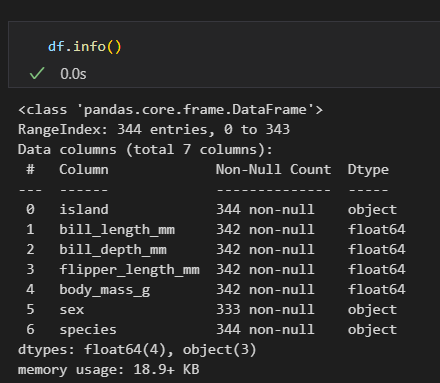 df.info()
0.0s
<class 'pandas.core.frame.DataFrame'>
RangeIndex: 344 entries, 0 to 343
Data columns (total 7 columns):
 #   Column             Non-Null Count  Dtype
---  ------             --------------  -----
 0   island             344 non-null    object
 1   bill_length_mm     342 non-null    float64
 2   bill_depth_mm      342 non-null    float64
 3   flipper_length_mm  342 non-null    float64
 4   body_mass_g        342 non-null    float64
 5   sex                333 non-null    object
 6   species            344 non-null    object
dtypes: float64(4), object(3)
memory usage: 18.9+ KB